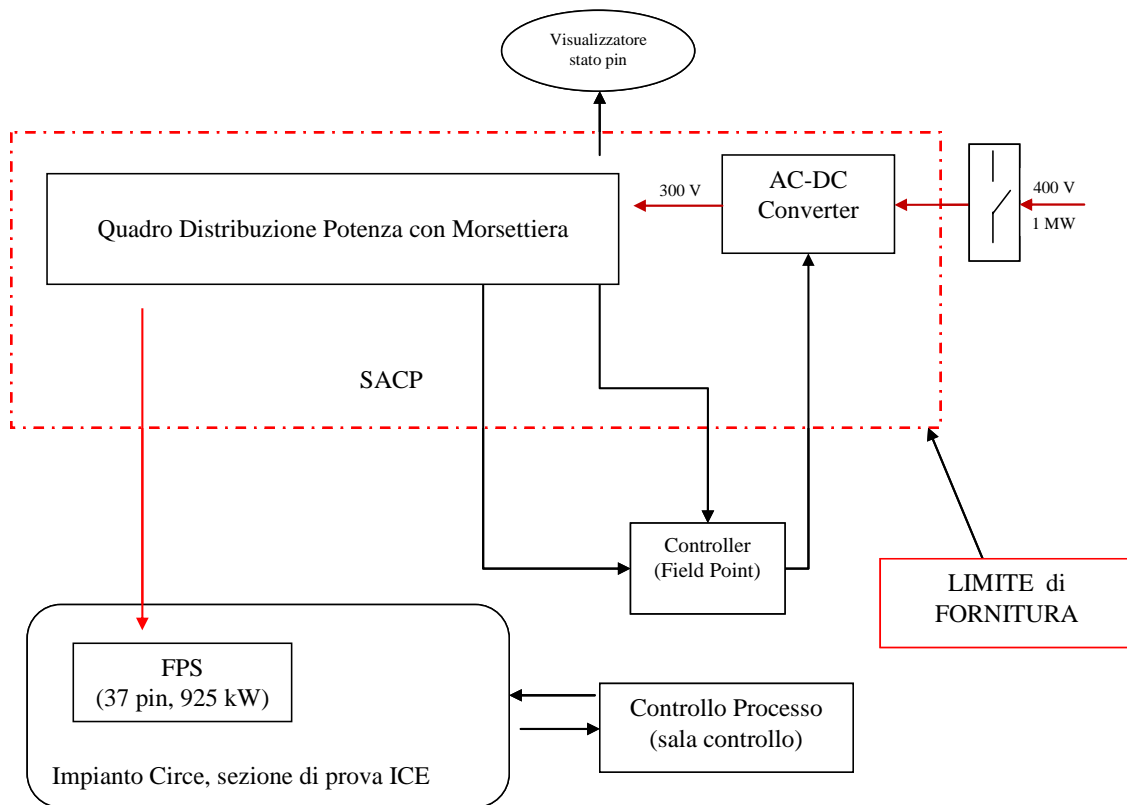 Visualizzatore
stato pin
Quadro Distribuzione Potenza con Morsettiera
300 V
AC-DC
Converter
400 V
1 MW
SACP
Controller
(Field Point)
LIMITE di
FORNITURA
FPS
(37 pin, 925 kW)
Controllo Processo
(sala controllo)
Impianto Circe, sezione di prova ICE